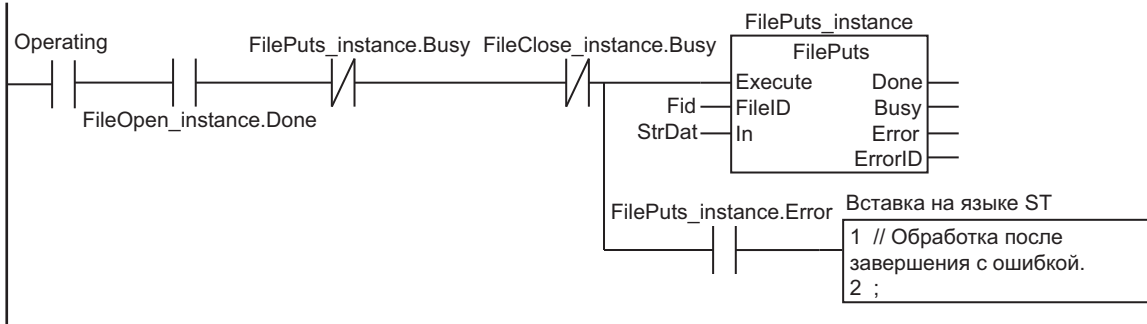 FilePuts_instance
Operating
FilePuts_instance.Busy
FileClose_instance.Busy
FilePuts
FileOpen_instance.Done
Execute
Done
Fid
FileID
Busy
StrDat
In
Error
ErrorID
FilePuts_instance.Error
Вставка на языке ST
1 // Обработка после
завершения с ошибкой.
2 ;